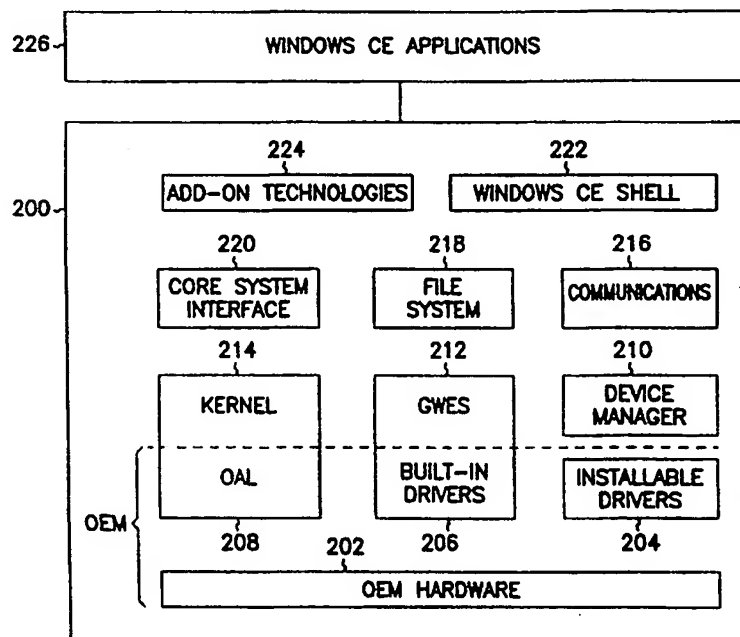 226
WINDOWS CE APPLICATIONS
224
222
ADD-ON TECHNOLOGIES
WINDOWS CE SHELL
200
220
218
216
CORE SYSTEM
INTERFACE
FILE
SYSTEM
COMMUNICATIONS
214
212
210
KERNEL
GWES
DEVICE
MANAGER
OAL
BUILT-IN
DRIVERS
INSTALLABLE
DRIVERS
OEM
208
206
204
202
OEM HARDWARE